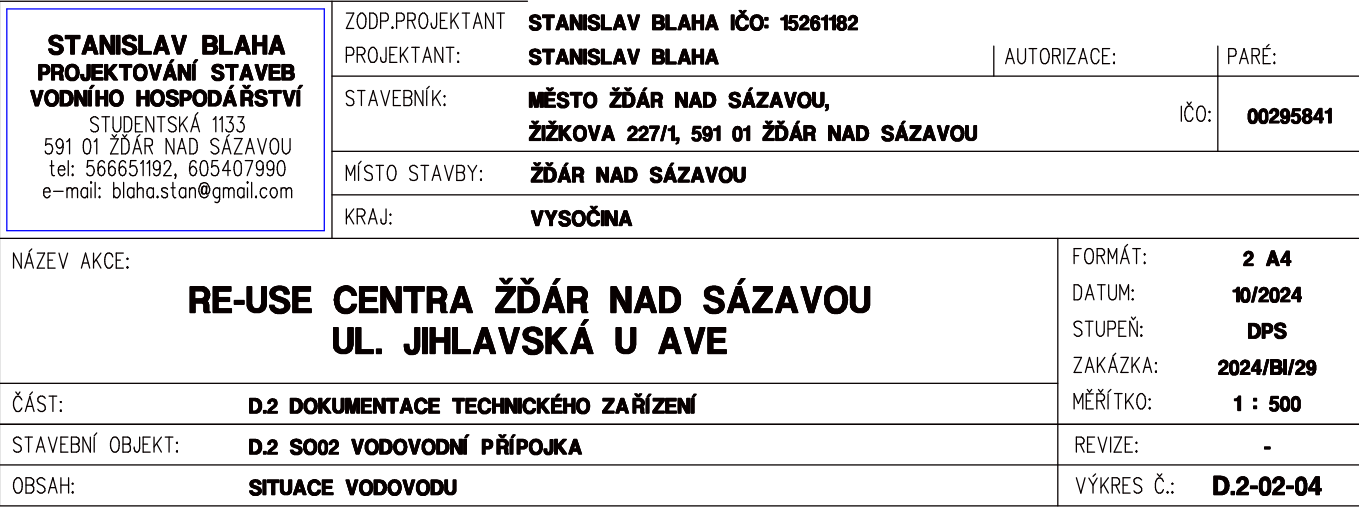 STANISLAV BLAHA
PROJEKTOVÁNÍ STAVEB
VODNÍHO HOSPODÁŘSTVÍ
STUDENTSKÁ 1133
591 01 ŽĎÁR NAD SÁZAVOU
tel: 566651192, 605407990
e-mail: blaha.stan@gmail.com
ZODP.PROJEKTANT STANISLAV BLAHA IČO: 15261182
PROJEKTANT: STANISLAV BLAHA AUTORIZACE: PARÉ:
STAVEBNÍK: MĚSTO ŽĎÁR NAD SÁZAVOU,
ŽIŽKOVA 227/1, 591 01 ŽĎÁR NAD SÁZAVOU IČO: 00295841
MÍSTO STAVBY: ŽĎÁR NAD SÁZAVOU
KRAJ: VYSOČINA
NÁZEV AKCE:
RE-USE CENTRA ŽĎÁR NAD SÁZAVOU
UL. JIHLAVSKÁ U AVE
FORMÁT: 2 A4
DATUM: 10/2024
STUPEŇ: DPS
ZAKÁZKA: 2024/BI/29
MĚŘÍTKO: 1 : 500
ČÁST: D.2 DOKUMENTACE TECHNICKÉHO ZAŘÍZENÍ
STAVEBNÍ OBJEKT: D.2 SO02 VODOVODNÍ PŘÍPOJKA
REVIZE: -
OBSAH: SITUACE VODOVODU
VÝKRES Č.: D.2-02-04